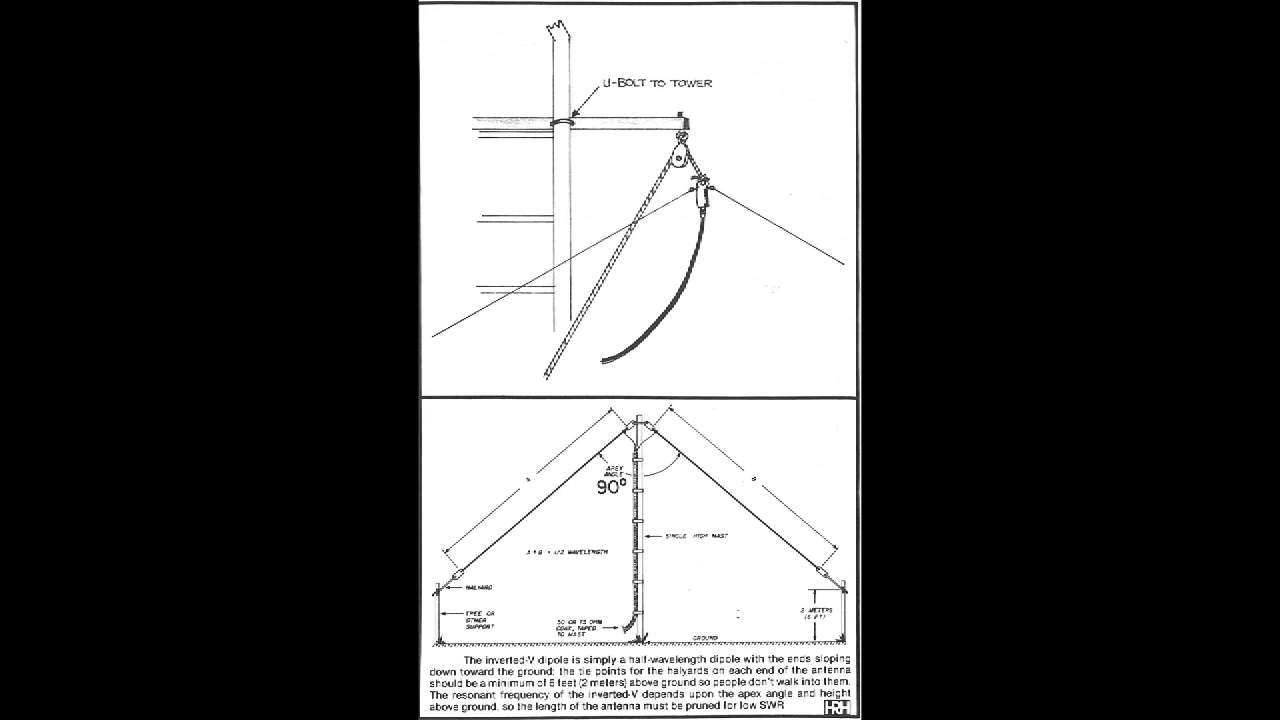 U-BOLT TO TOWER
APEX
ANGLE
90°
A
B
SINGLE HIGH MAST
A + B = 1/2 WAVELENGTH
HALYARD
TREE OR
OTHER
SUPPORT
2 METERS
(6 FT)
50 OR 75 OHM
COAX, TAPED
TO MAST
GROUND
The inverted-V dipole is simply a half-wavelength dipole with the ends sloping
down toward the ground; the tie points for the halyards on each end of the antenna
should be a minimum of 6 feet (2 meters) above ground so people don't walk into them.
The resonant frequency of the inverted-V depends upon the apex angle and height
above ground, so the length of the antenna must be pruned for low SWR
HRH